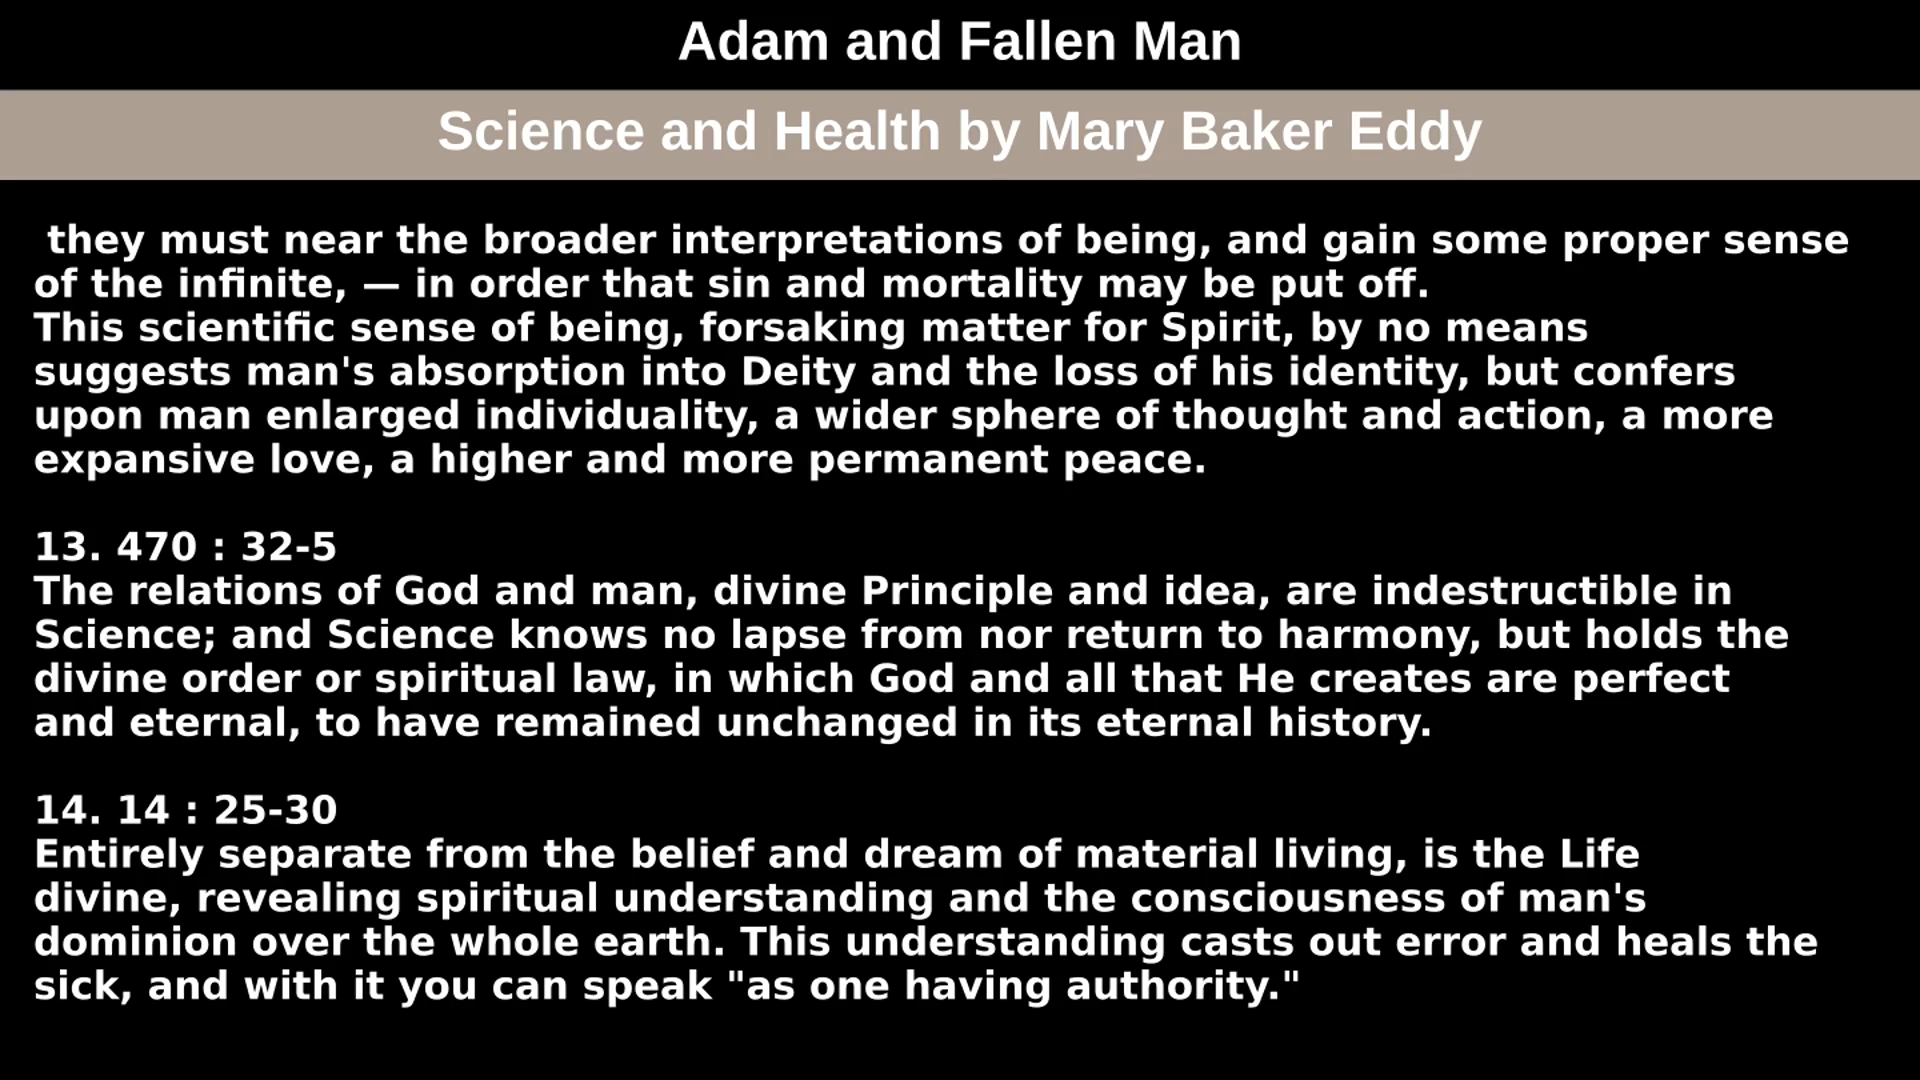 Adam and Fallen Man
Science and Health by Mary Baker Eddy
they must near the broader interpretations of being, and gain some proper sense
of the infinite, — in order that sin and mortality may be put off.
This scientific sense of being, forsaking matter for Spirit, by no means
suggests man's absorption into Deity and the loss of his identity, but confers
upon man enlarged individuality, a wider sphere of thought and action, a more
expansive love, a higher and more permanent peace.
13. 470 : 32-5
The relations of God and man, divine Principle and idea, are indestructible in
Science; and Science knows no lapse from nor return to harmony, but holds the
divine order or spiritual law, in which God and all that He creates are perfect
and eternal, to have remained unchanged in its eternal history.
14. 14 : 25-30
Entirely separate from the belief and dream of material living, is the Life
divine, revealing spiritual understanding and the consciousness of man's
dominion over the whole earth. This understanding casts out error and heals the
sick, and with it you can speak "as one having authority."